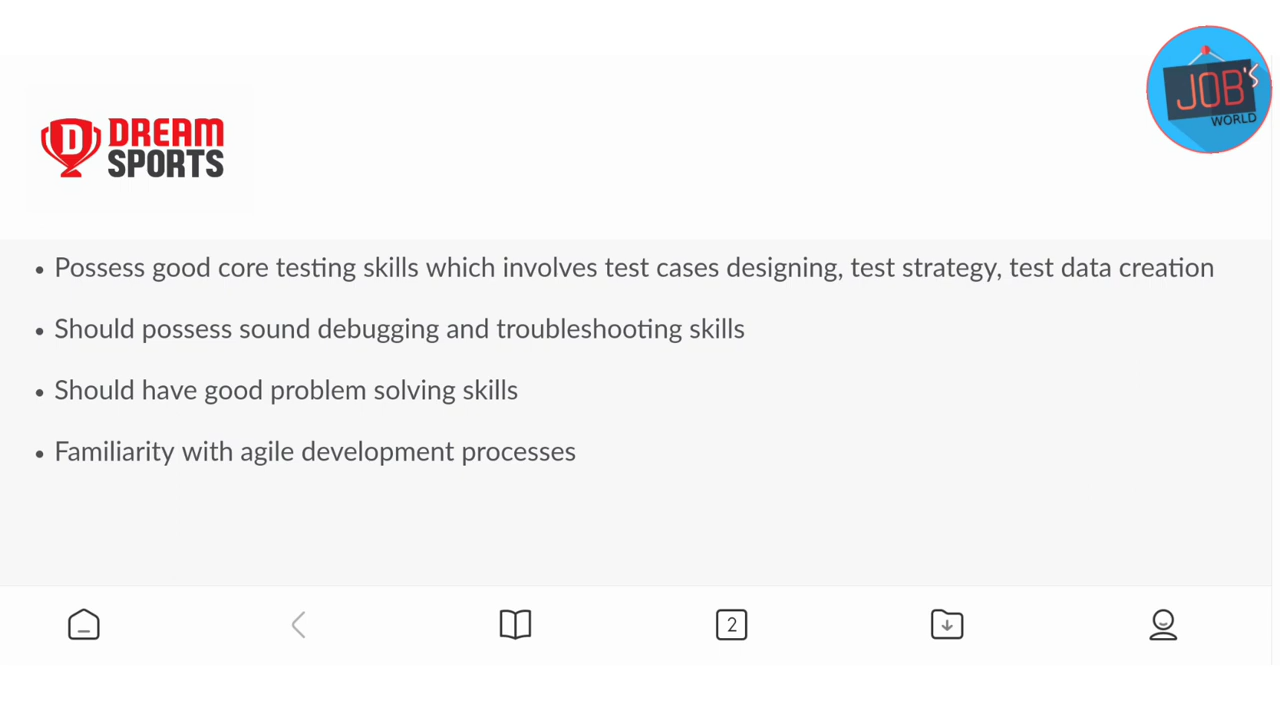 JOB'S
WORLD
D DREAM
SPORTS
• Possess good core testing skills which involves test cases designing, test strategy, test data creation
• Should possess sound debugging and troubleshooting skills
• Should have good problem solving skills
• Familiarity with agile development processes
2